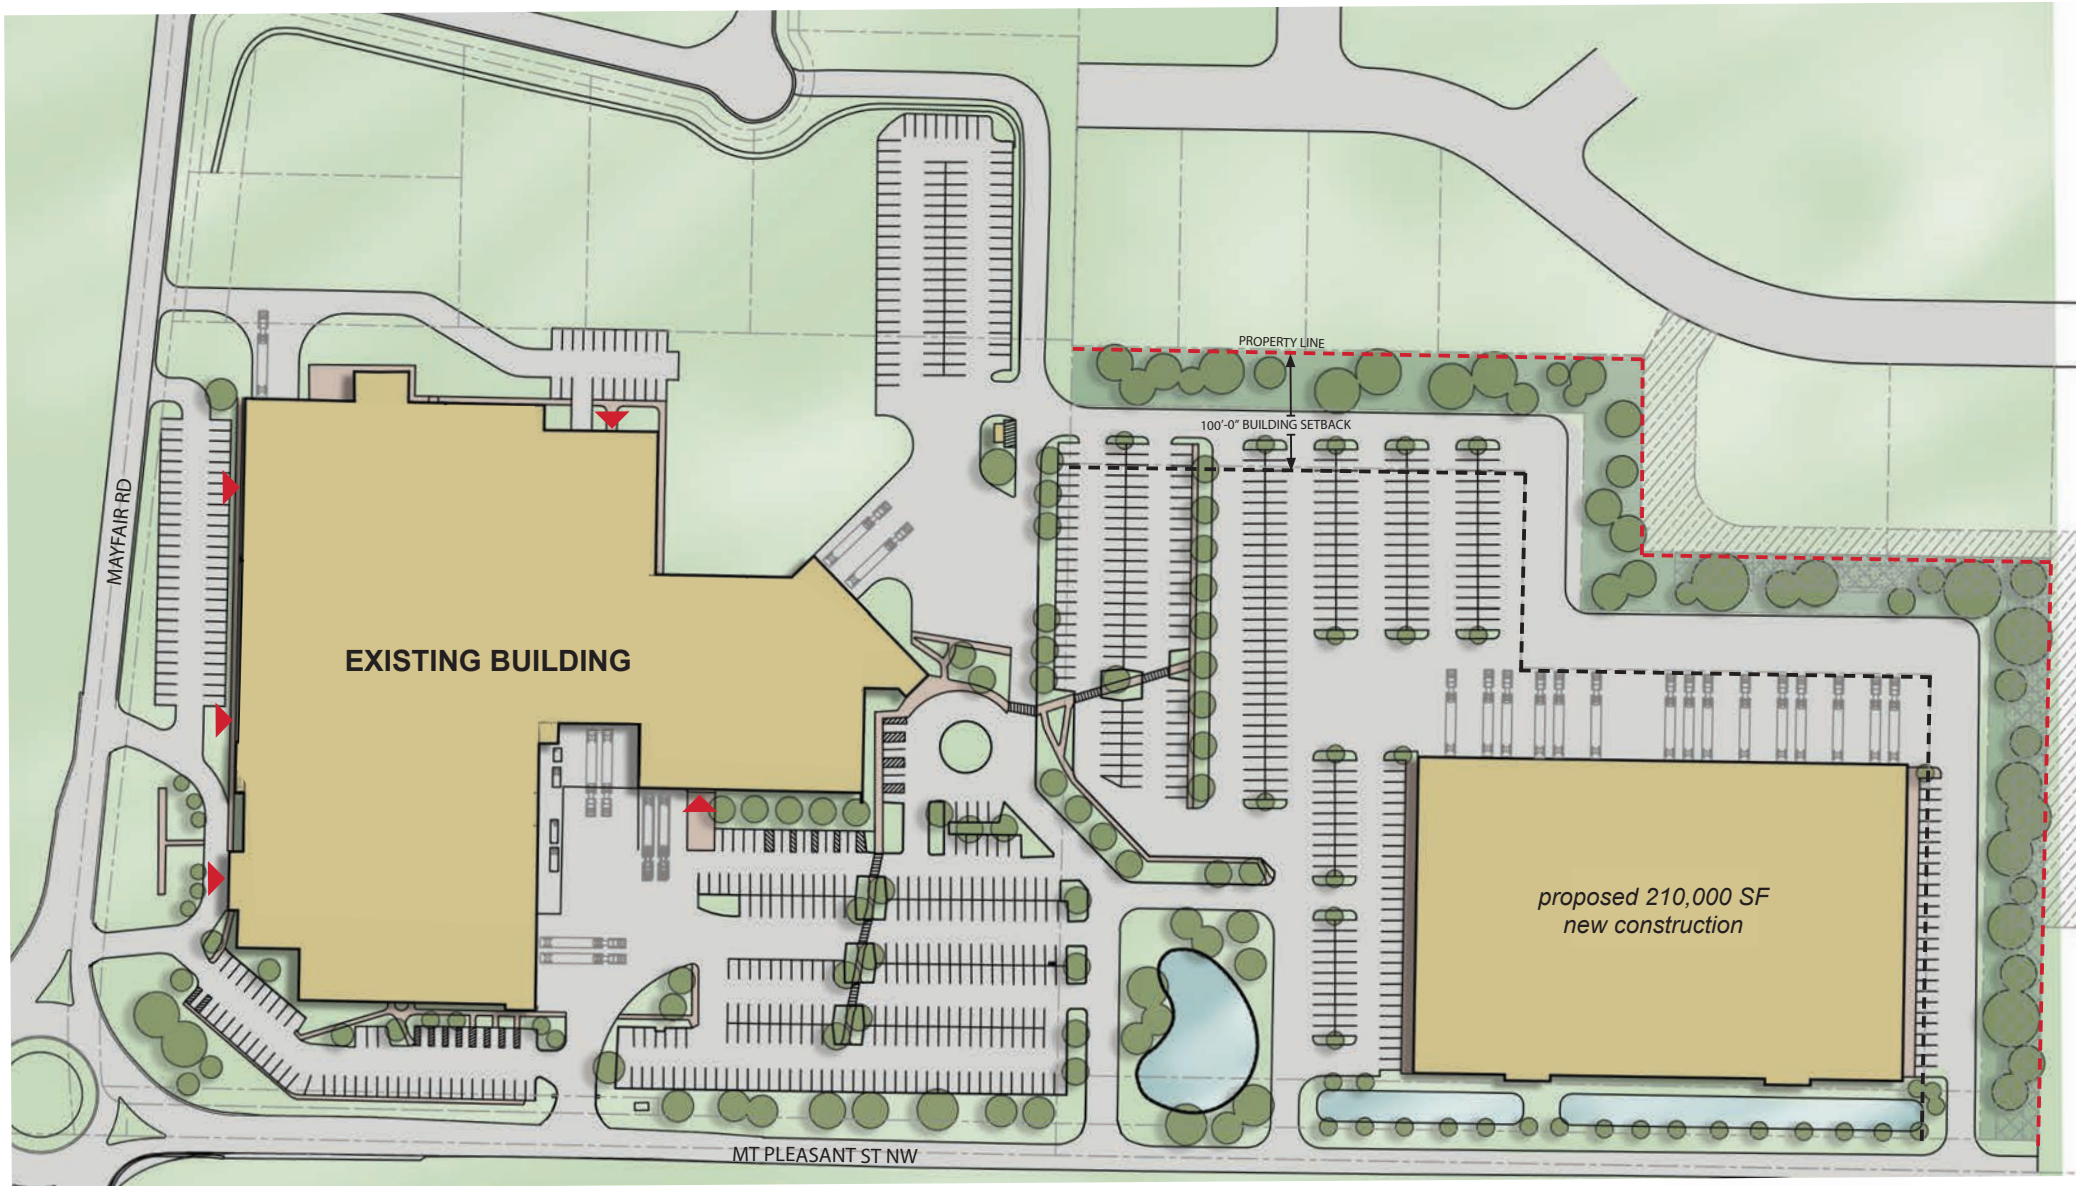 PROPERTY LINE
100'-0" BUILDING SETBACK
MAYFAIR RD
EXISTING BUILDING
proposed 210,000 SF
new construction
MT PLEASANT ST NW